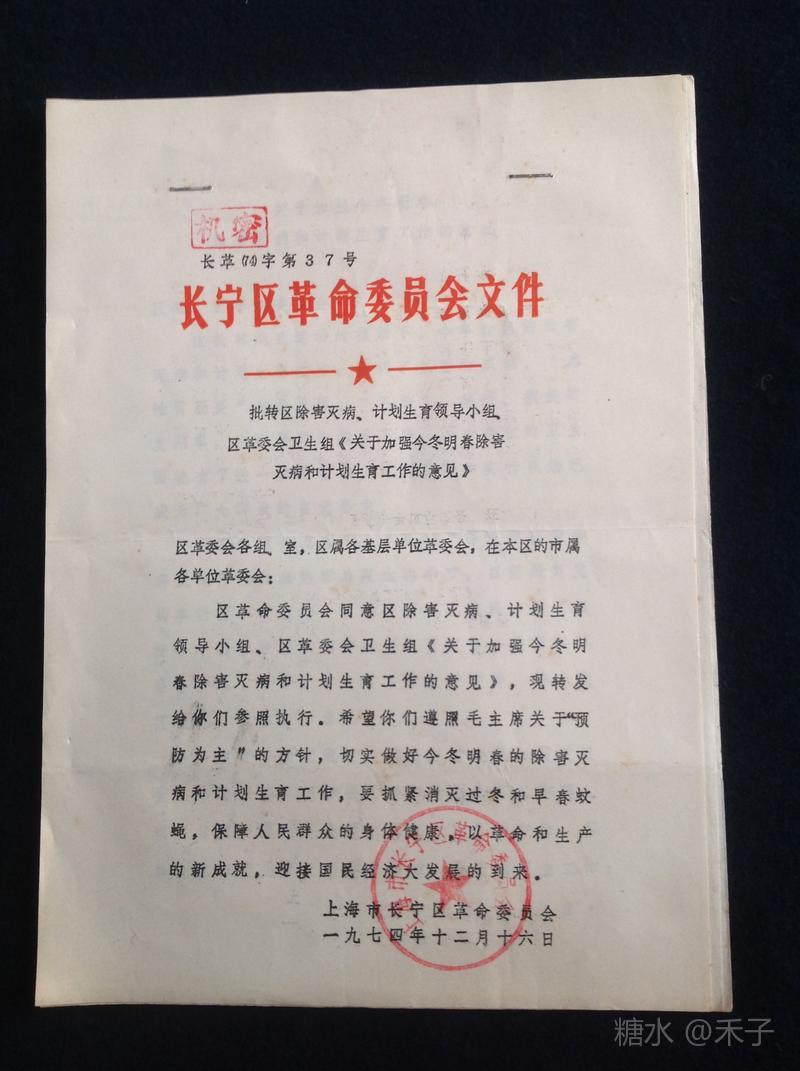 机密
长革(74)字第37号
长宁区革命委员会文件
批转区除害灭病、计划生育领导小组、
区革委会卫生组《关于加强今冬明春除害
灭病和计划生育工作的意见》
区革委会各组、室，区属各基层单位革委会，在本区的市属
各单位革委会：
区革命委员会同意区除害灭病、计划生育
领导小组、区革委会卫生组《关于加强今冬明
春除害灭病和计划生育工作的意见》，现转发
给你们参照执行。希望你们遵照毛主席关于“预
防为主”的方针，切实做好今冬明春的除害灭
病和计划生育工作，要抓紧消灭过冬和早春蚊
蝇，保障人民群众的身体健康，以革命和生产
的新成就，迎接国民经济大发展的到来。
上海市长宁区革命委员会
一九七四年十二月十六日
上海市长宁区革命委员会
糖水 @禾子